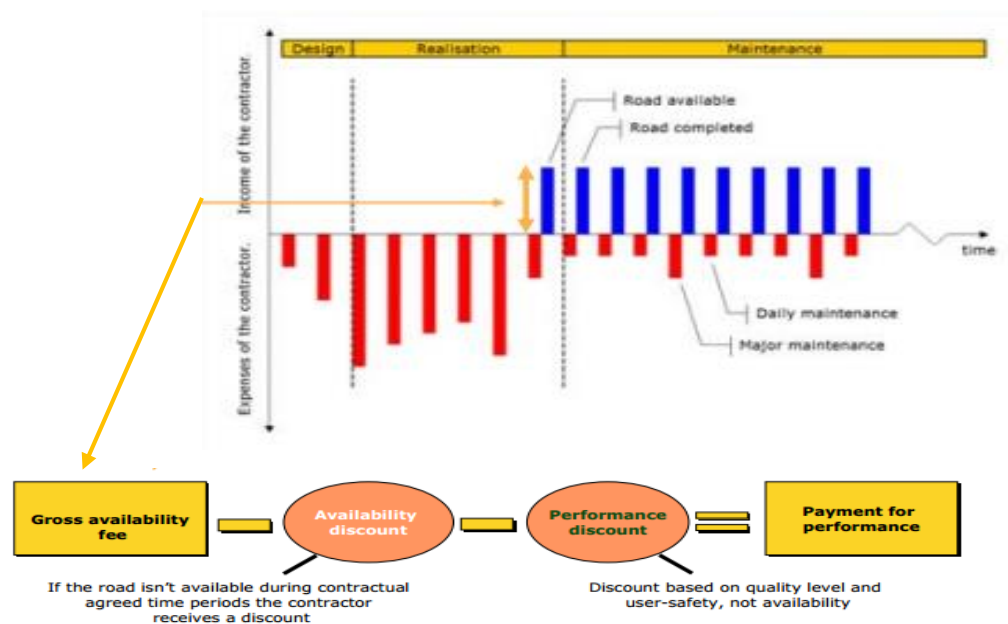 Design
Realisation
Maintenance
Income of the contractor.
Road available
Road completed
time
Expenses of the contractor.
Daily maintenance
Major maintenance
Gross availability
fee
Availability
discount
Performance
discount
Payment for
performance
If the road isn't available during contractual
agreed time periods the contractor
receives a discount
Discount based on quality level and
user-safety, not availability